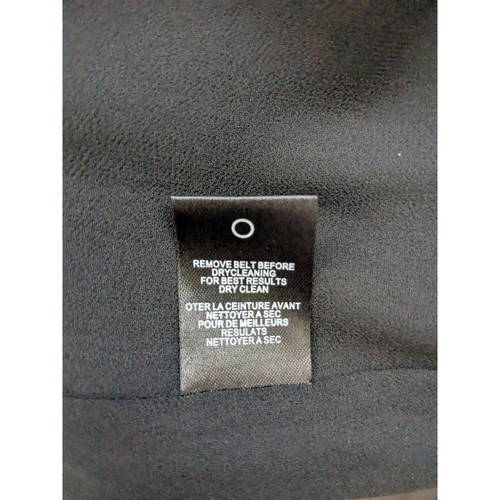 REMOVE BELT BEFORE
DRYCLEANING
FOR BEST RESULTS
DRY CLEAN
OTER LA CEINTURE AVANT
NETTOYER A SEC
POUR DE MEILLEURS
RESULATS
NETTOYER A SEC